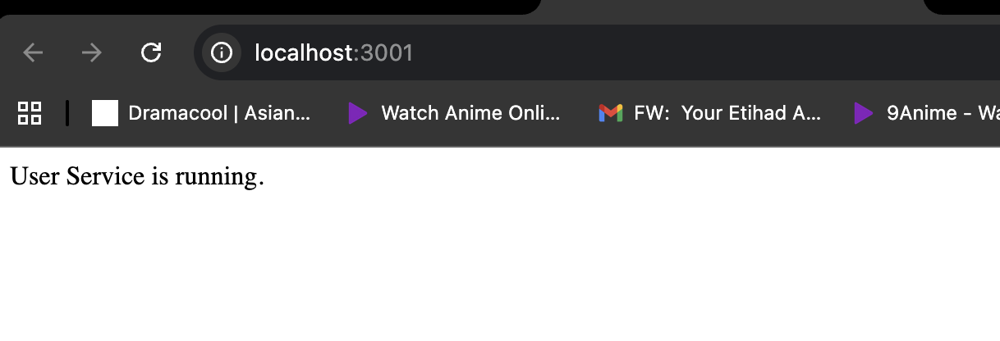 localhost:3001
Dramacool | Asian... Watch Anime Onli... FW: Your Etihad A... 9Anime - Wa
User Service is running.